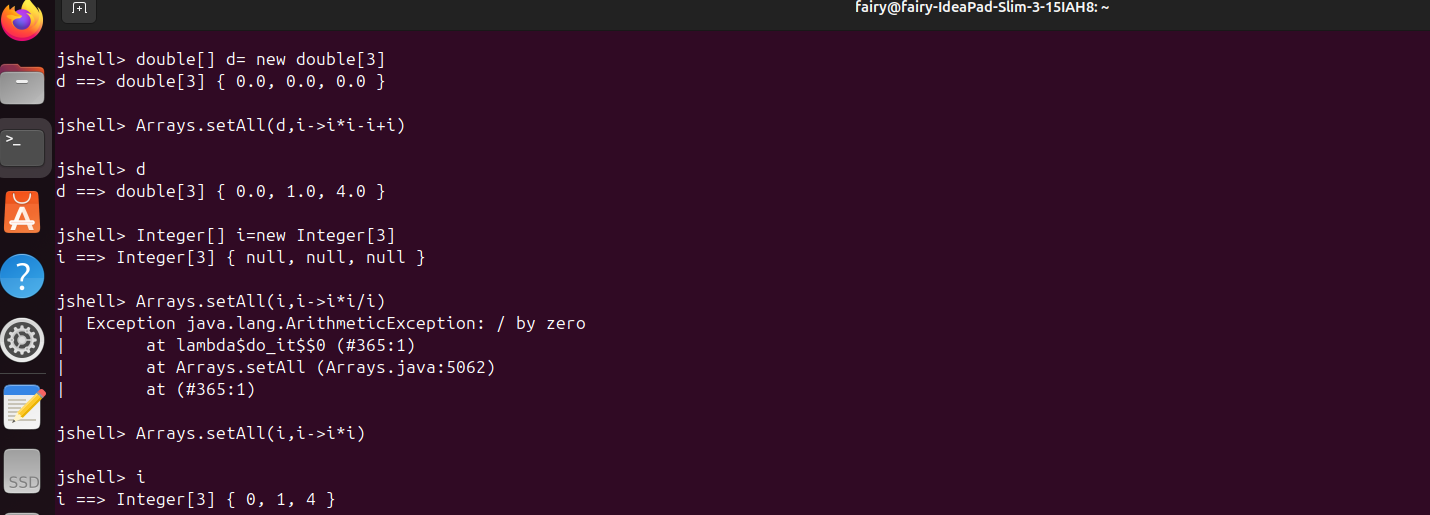 fairy@fairy-IdeaPad-Slim-3-15IAH8: ~
jshell> double[] d= new double[3]
d ==> double[3] { 0.0, 0.0, 0.0 }
jshell> Arrays.setAll(d,i->i*i-i+i)
jshell> d
d ==> double[3] { 0.0, 1.0, 4.0 }
jshell> Integer[] i=new Integer[3]
i ==> Integer[3] { null, null, null }
jshell> Arrays.setAll(i,i->i*i/i)
|  Exception java.lang.ArithmeticException: / by zero
|        at lambda$do_it$$0 (#365:1)
|        at Arrays.setAll (Arrays.java:5062)
|        at (#365:1)
jshell> Arrays.setAll(i,i->i*i)
jshell> i
i ==> Integer[3] { 0, 1, 4 }
>_
?
SSD